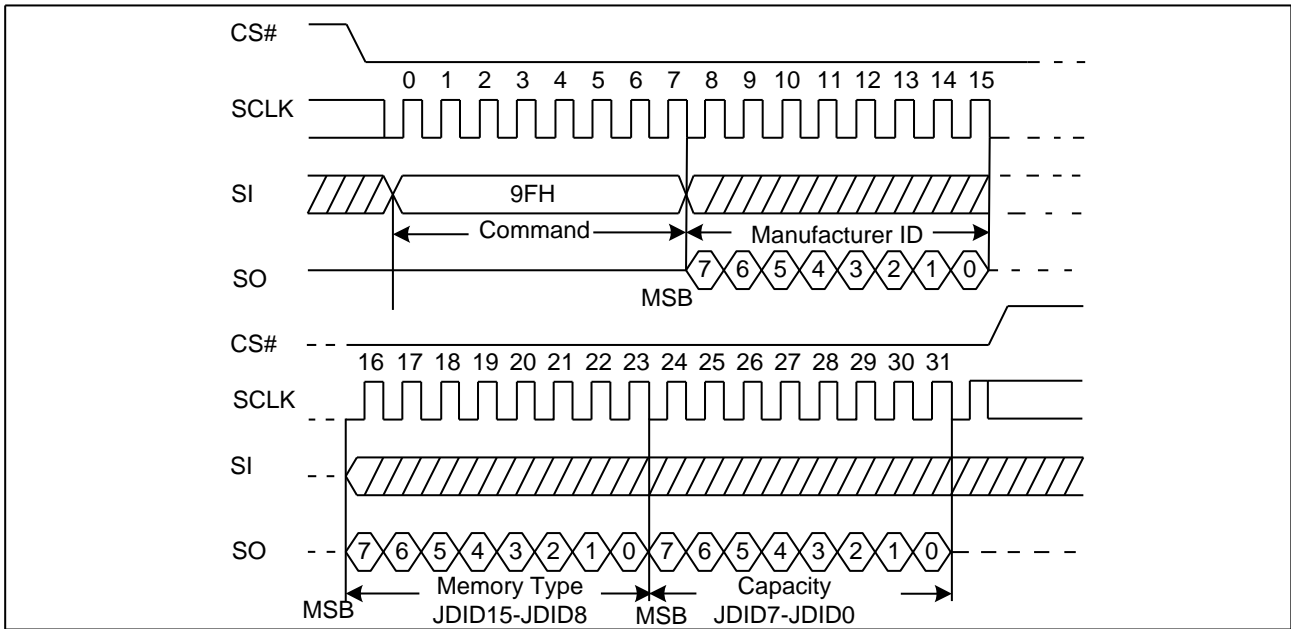 CS#
0 1 2 3 4 5 6 7 8 9 10 11 12 13 14 15
SCLK
SI 9FH
Command Manufacturer ID
SO 7 6 5 4 3 2 1 0
MSB
CS#
16 17 18 19 20 21 22 23 24 25 26 27 28 29 30 31
SCLK
SI
SO 7 6 5 4 3 2 1 0 7 6 5 4 3 2 1 0
Memory Type Capacity
MSB JDID15-JDID8 MSB JDID7-JDID0